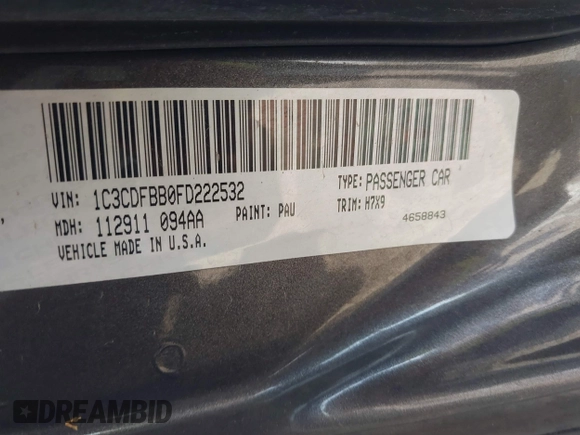 VIN: 1C3CDFBB0FD222532
TYPE: PASSENGER CAR
MDH: 112911 094AA
PAINT: PAU
TRIM: H7X9
VEHICLE MADE IN U.S.A.
4658843
DREAMBID